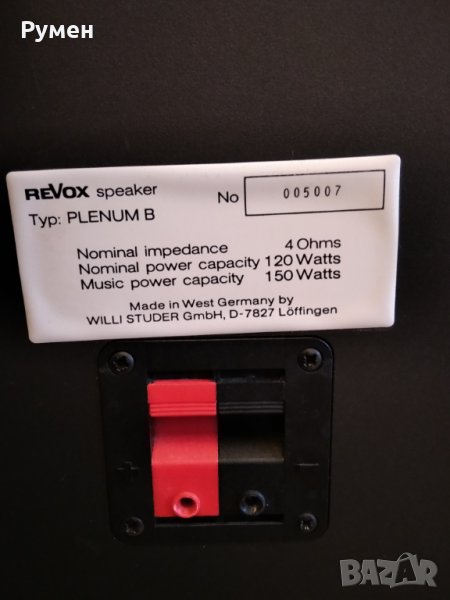 Румен
REVOX speaker
No 005007
Typ: PLENUM B
Nominal impedance 4 Ohms
Nominal power capacity 120 Watts
Music power capacity 150 Watts
Made in West Germany by
WILLI STUDER GmbH, D-7827 Löffingen
+ −
BAZAR